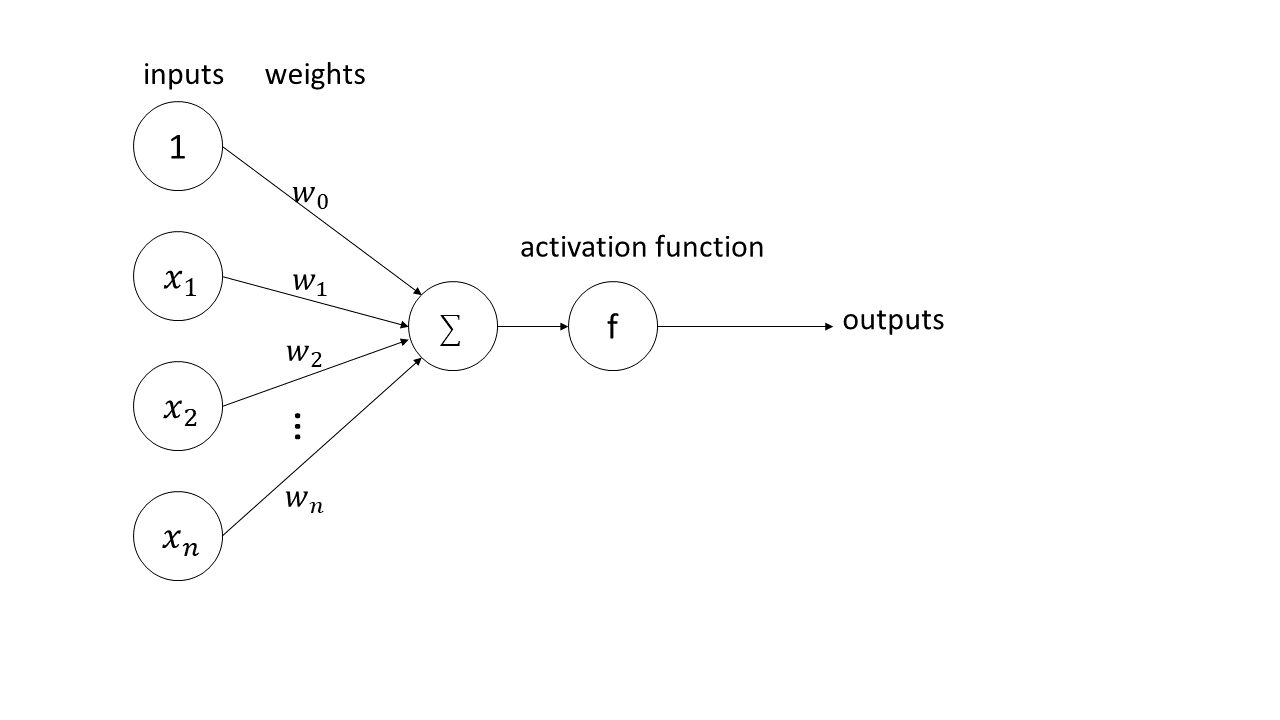 inputs weights
1
w₀
activation function
x₁
w₁
∑
f
outputs
w₂
x₂
⋮
wₙ
xₙ